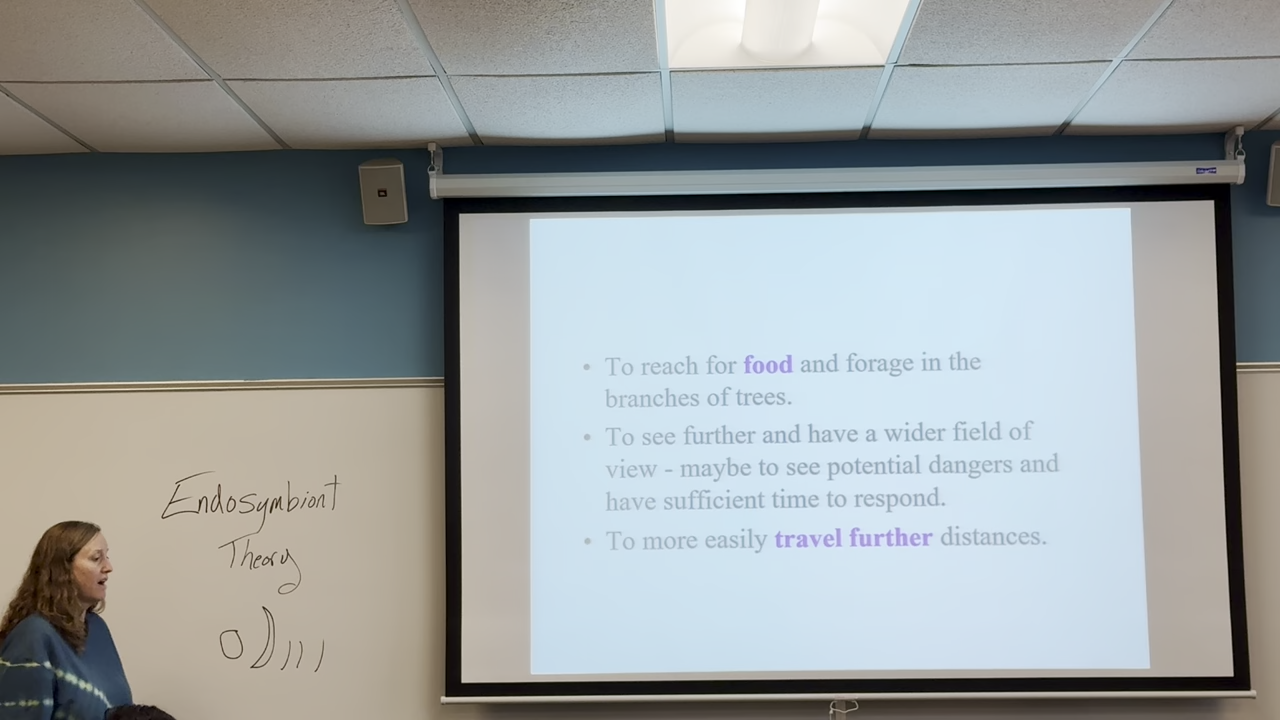 Endosymbiont
Theory
• To reach for food and forage in the
branches of trees.
• To see further and have a wider field of
view - maybe to see potential dangers and
have sufficient time to respond.
• To more easily travel further distances.